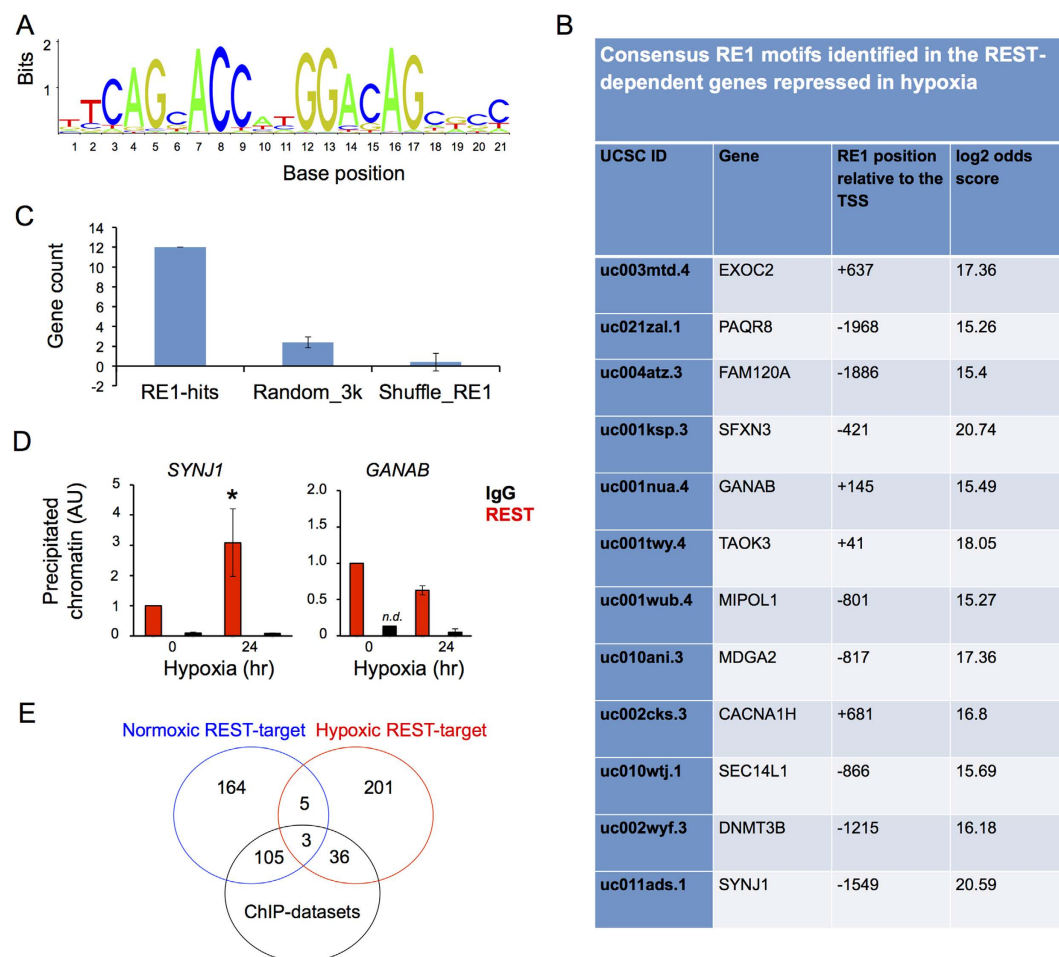 A
Bits
2
1
TTCAGCACCATGGACAGCGCC
1 2 3 4 5 6 7 8 9 10 11 12 13 14 15 16 17 18 19 20 21
Base position
B
Consensus RE1 motifs identified in the REST-
dependent genes repressed in hypoxia
UCSC ID Gene RE1 position relative to the TSS log2 odds score
uc003mtd.4 EXOC2 +637 17.36
uc021zal.1 PAQR8 -1968 15.26
uc004atz.3 FAM120A -1886 15.4
uc001ksp.3 SFXN3 -421 20.74
uc001nua.4 GANAB +145 15.49
uc001twy.4 TAOK3 +41 18.05
uc001wub.4 MIPOL1 -801 15.27
uc010ani.3 MDGA2 -817 17.36
uc002cks.3 CACNA1H +681 16.8
uc010wtj.1 SEC14L1 -866 15.69
uc002wyf.3 DNMT3B -1215 16.18
uc011ads.1 SYNJ1 -1549 20.59
C
Gene count
14
12
10
8
6
4
2
0
-2
RE1-hits Random_3k Shuffle_RE1
D
Precipitated
chromatin (AU)
SYNJ1
5
4
3
2
1
0
*
0 24
Hypoxia (hr)
GANAB
2.0
1.5
1.0
0.5
0
n.d.
0 24
Hypoxia (hr)
IgG
REST
E
Normoxic REST-target Hypoxic REST-target
164 5 201
3
105 36
ChIP-datasets